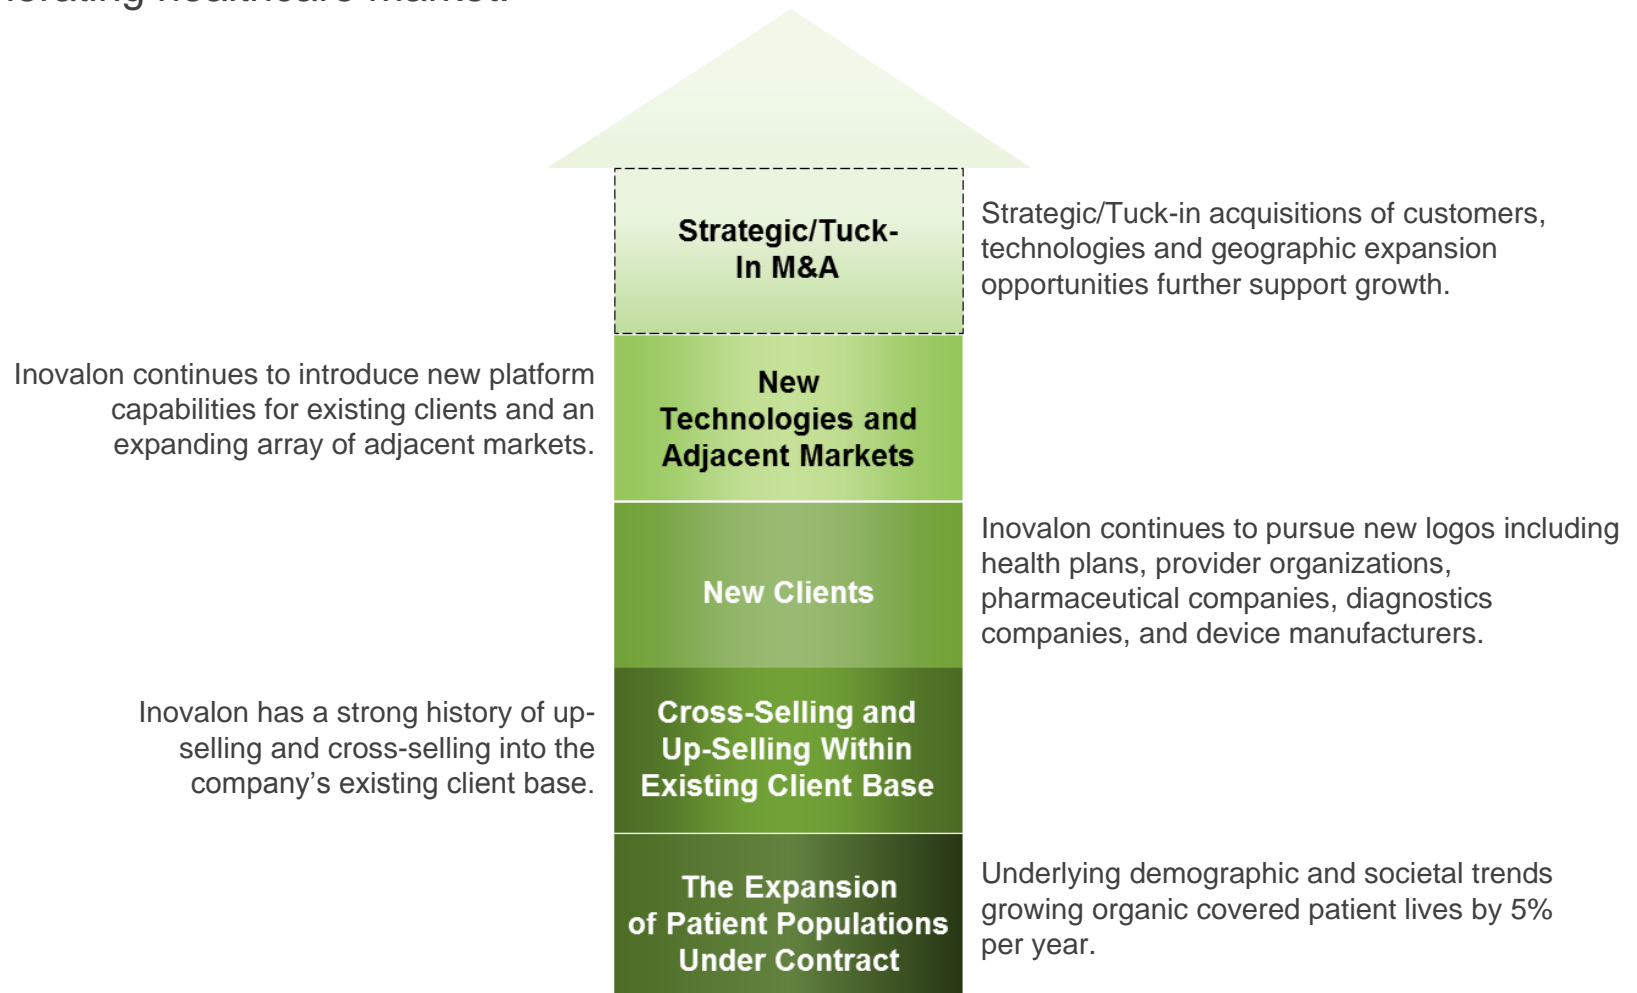 healthcare market.
Strategic/Tuck-
In M&A
Strategic/Tuck-in acquisitions of customers,
technologies and geographic expansion
opportunities further support growth.
Inovalon continues to introduce new platform
capabilities for existing clients and an
expanding array of adjacent markets.
New
Technologies and
Adjacent Markets
New Clients
Inovalon continues to pursue new logos including
health plans, provider organizations,
pharmaceutical companies, diagnostics
companies, and device manufacturers.
Inovalon has a strong history of up-
selling and cross-selling into the
company’s existing client base.
Cross-Selling and
Up-Selling Within
Existing Client Base
The Expansion
of Patient Populations
Under Contract
Underlying demographic and societal trends
growing organic covered patient lives by 5%
per year.